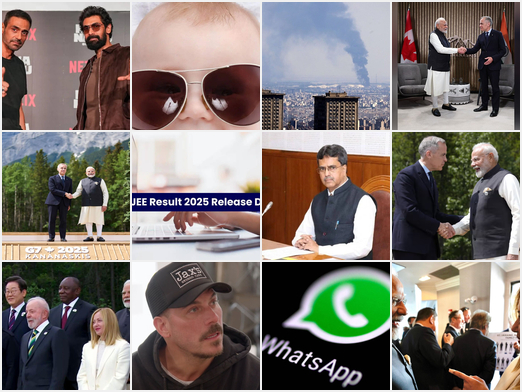 NETFLIX
JEE Result 2025 Release D
G7 2025
KANANASKIS
Jax's
WhatsApp